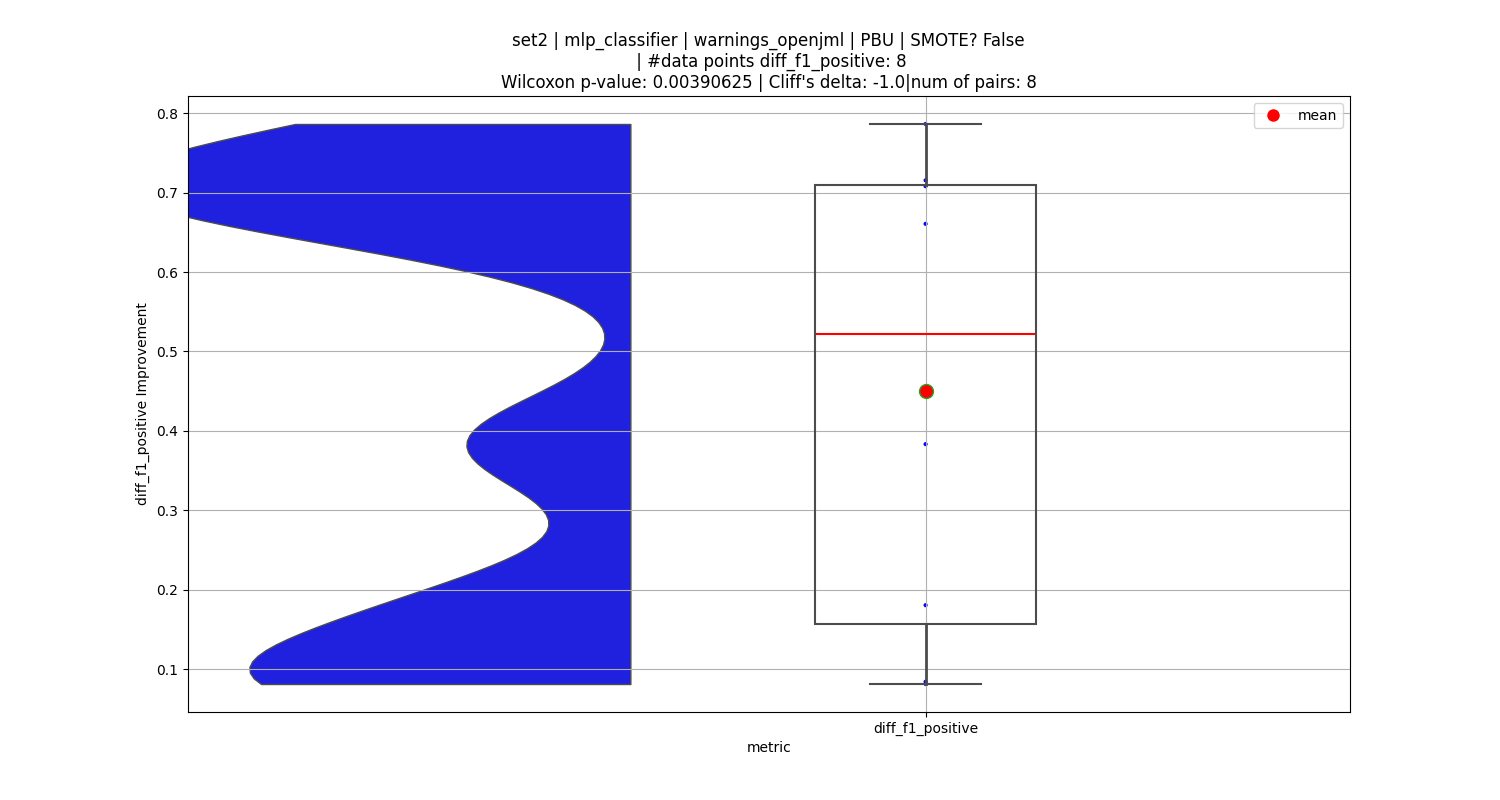 set2 | mlp_classifier | warnings_openjml | PBU | SMOTE? False
| #data points diff_f1_positive: 8
Wilcoxon p-value: 0.00390625 | Cliff's delta: -1.0|num of pairs: 8
mean
0.8
0.7
0.6
0.5
0.4
0.3
0.2
0.1
diff_f1_positive Improvement
diff_f1_positive
metric